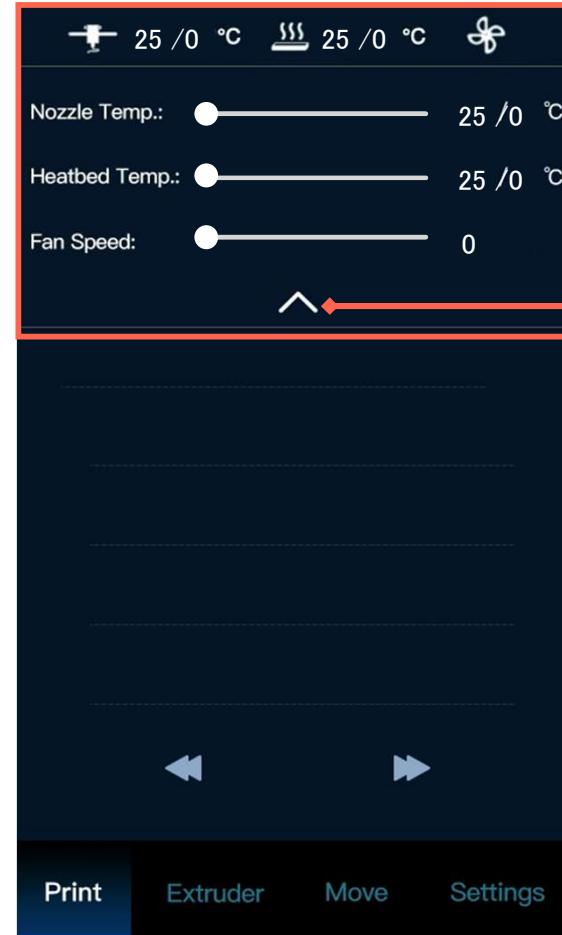 25 /0 ℃ 25 /0 ℃
Nozzle Temp.: 25 /0 ℃
Heatbed Temp.: 25 /0 ℃
Fan Speed: 0
Print Extruder Move Settings